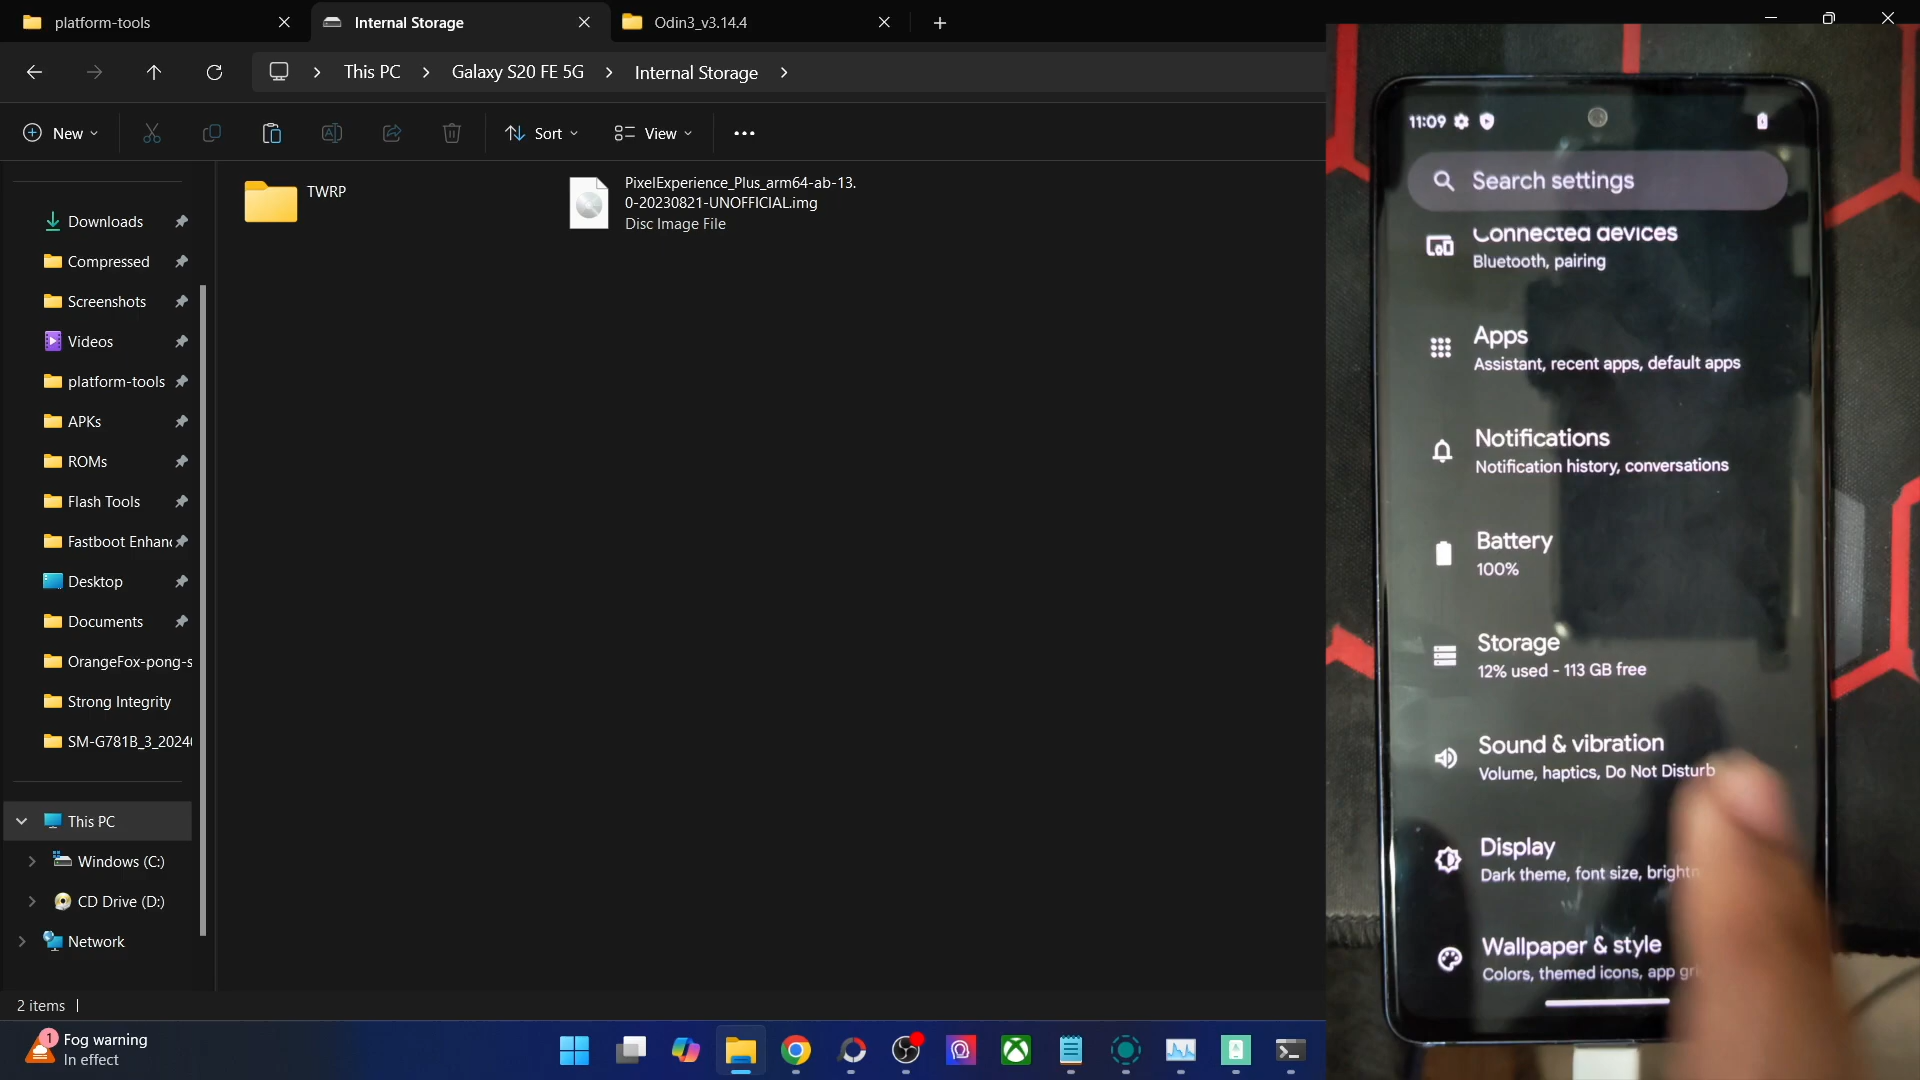 platform-tools
Internal Storage
Odin3_v3.14.4
This PC
Galaxy S20 FE 5G
Internal Storage
New
Sort
View
Downloads
Compressed
Screenshots
Videos
platform-tools
APKs
ROMs
Flash Tools
Fastboot Enhanc
Desktop
Documents
OrangeFox-pong-s
Strong Integrity
SM-G781B_3_2024
This PC
Windows (C:)
CD Drive (D:)
Network
TWRP
PixelExperience_Plus_arm64-ab-13.
0-20230821-UNOFFICIAL.img
Disc Image File
2 items
1
Fog warning
In effect
11:09
Search settings
Connected devices
Bluetooth, pairing
Apps
Assistant, recent apps, default apps
Notifications
Notification history, conversations
Battery
100%
Storage
12% used - 113 GB free
Sound & vibration
Volume, haptics, Do Not Disturb
Display
Dark theme, font size, brightn
Wallpaper & style
Colors, themed icons, app gri